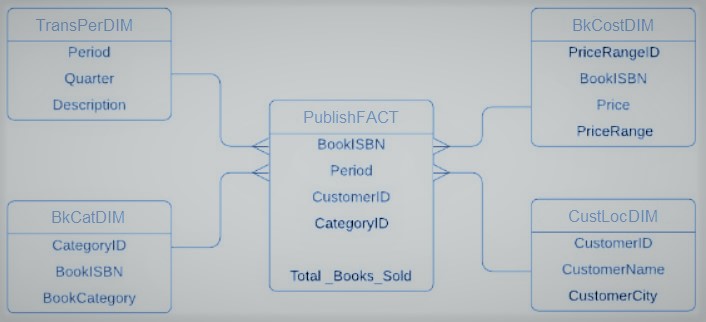 TransPerDIM
Period
Quarter
Description
BkCatDIM
CategoryID
BookISBN
BookCategory
PublishFACT
BookISBN
Period
CustomerID
CategoryID
Total _Books_Sold
BkCostDIM
PriceRangeID
BookISBN
Price
PriceRange
CustLocDIM
CustomerID
CustomerName
CustomerCity